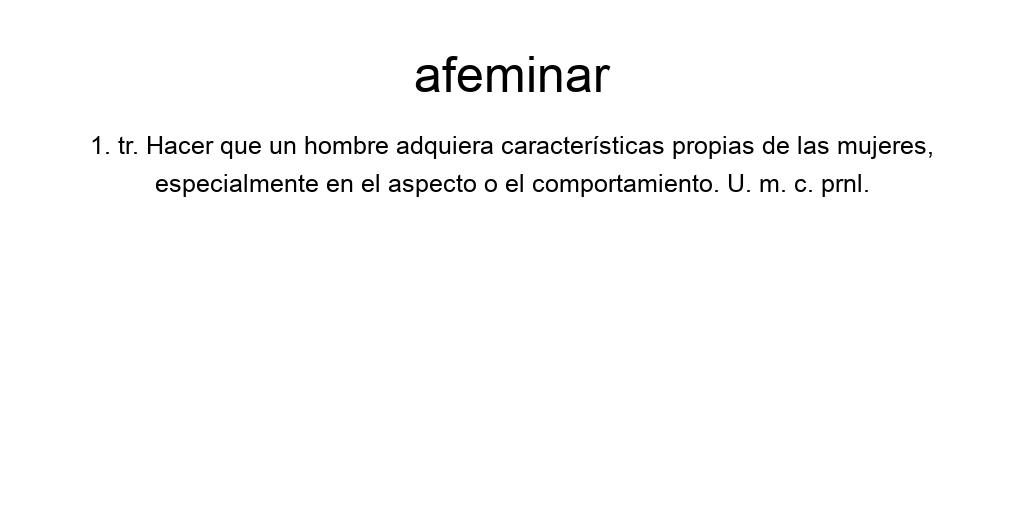 afeminar
1. tr. Hacer que un hombre adquiera características propias de las mujeres,
especialmente en el aspecto o el comportamiento. U. m. c. prnl.